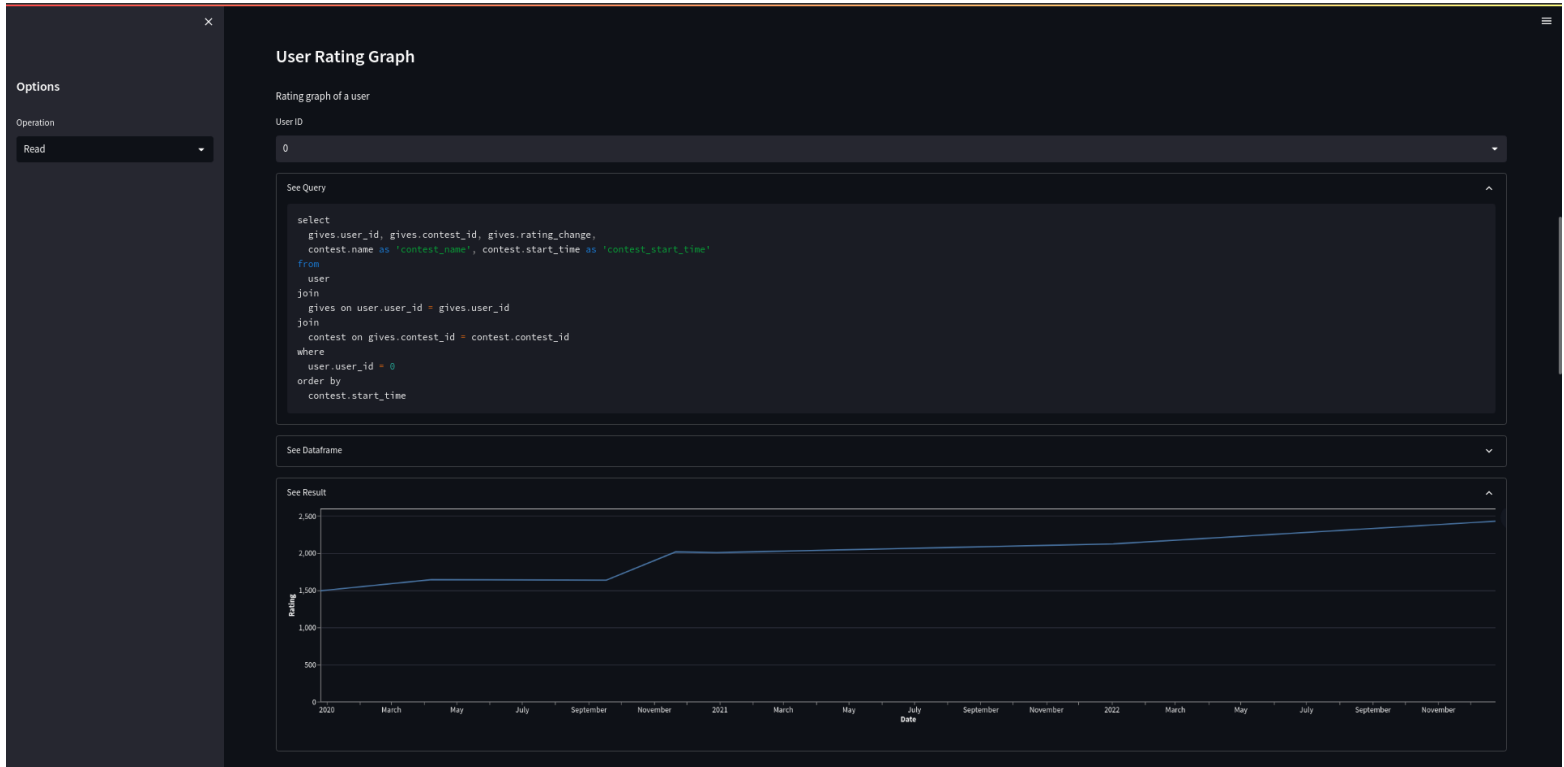 Options
Operation
Read
User Rating Graph
Rating graph of a user
User ID
0
See Query
select
gives.user_id, gives.contest_id, gives.rating_change,
contest.name as 'contest_name', contest.start_time as 'contest_start_time'
from
user
join
gives on user.user_id = gives.user_id
join
contest on gives.contest_id = contest.contest_id
where
user.user_id = 0
order by
contest.start_time
See Dataframe
See Result
2,500
2,000
1,500
1,000
500
0
Rating
2020 March May July September November 2021 March May July September November 2022 March May July September November
Date